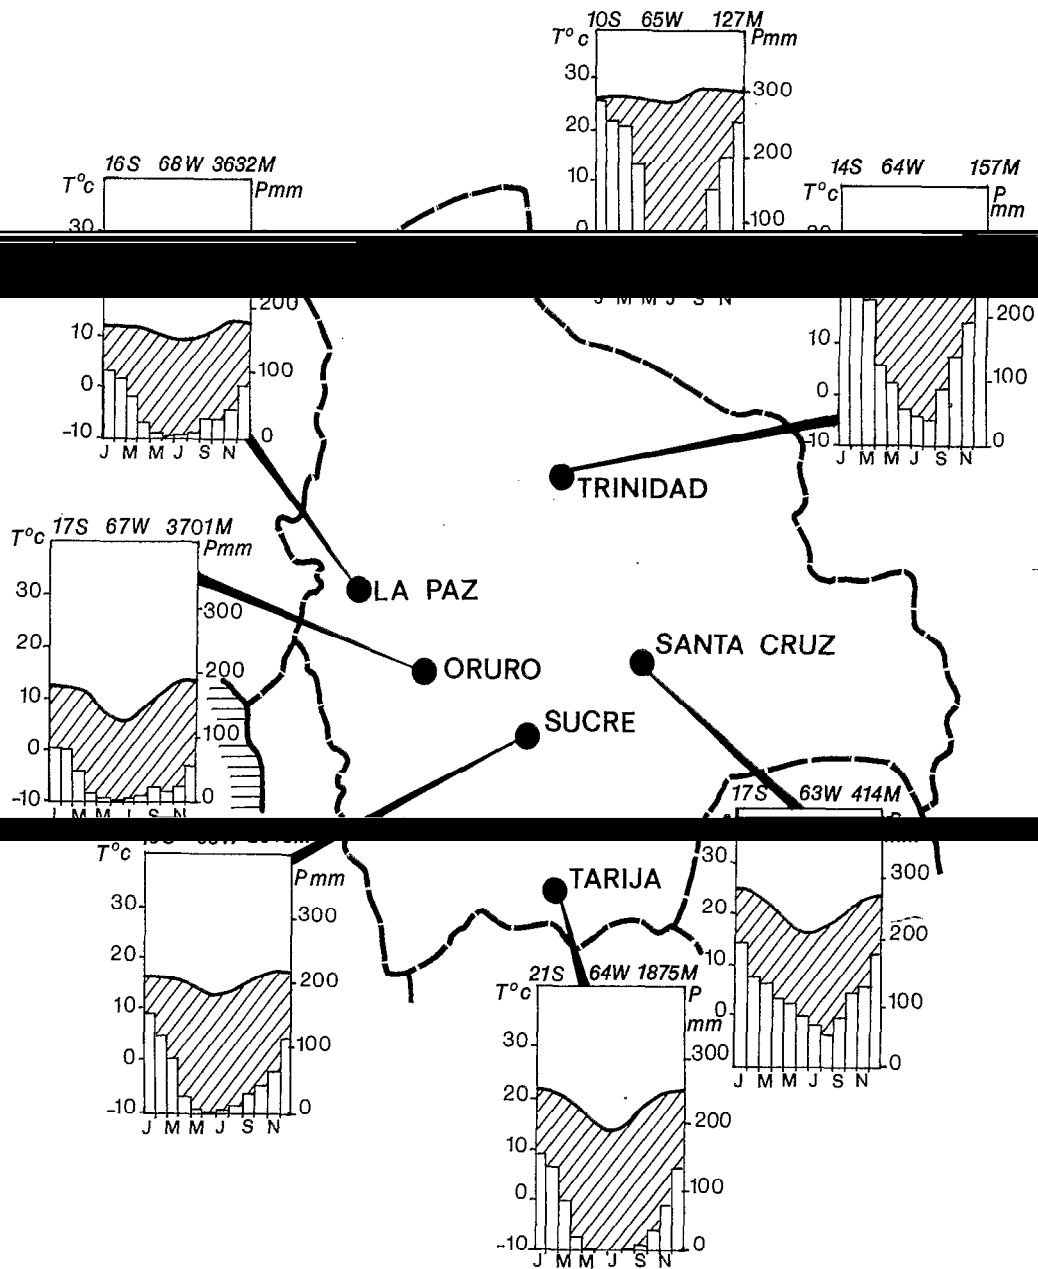 10S 65W 127M
T°c Pmm
30
300
20
200
10
100
0
J M M J S N
16S 68W 3632M
T°c Pmm
30
200
10
100
0
-10 0
J M M J S N
14S 64W 157M
T°c P
mm
200
10
100
0
-10 0
J M M J S N
TRINIDAD
LA PAZ
ORURO
SANTA CRUZ
SUCRE
TARIJA
17S 67W 3701M
T°c Pmm
30
300
20
200
10
100
0
-10 0
J M M J S N
17S 63W 414M
30
300
20
200
10
100
0
0
J M M J S N
T°c Pmm
30
300
20
200
10
100
0
-10 0
J M M J S N
21S 64W 1875M
T°c P
mm
30
300
20
200
10
100
0
-10 0
J M M J S N